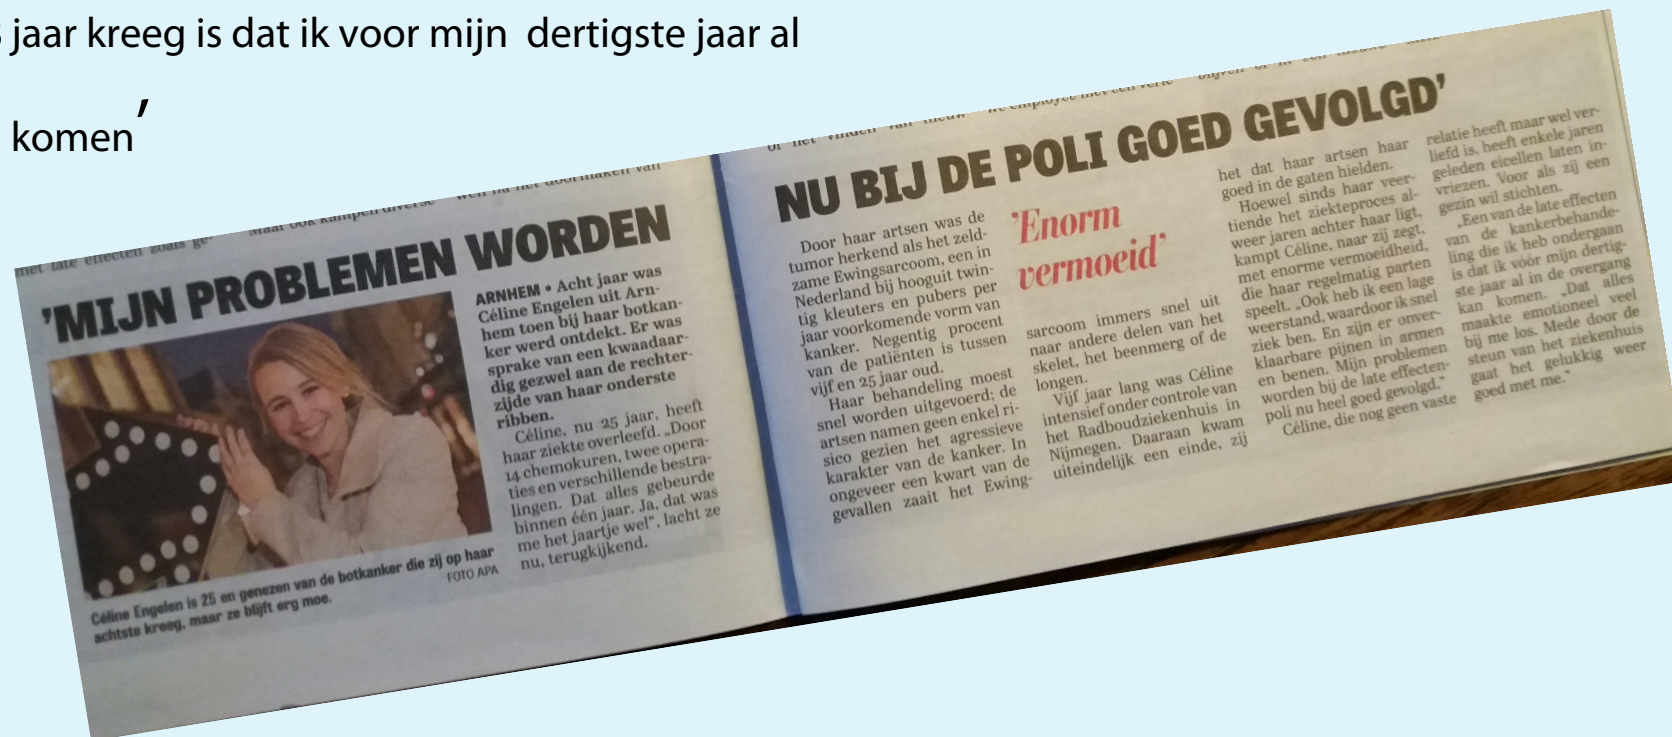 jaar kreeg is dat ik voor mijn dertigste jaar al
komen'
'MIJN PROBLEMEN WORDEN
ARNHEM • Acht jaar was
Céline Engelen uit Arn-
hem toen bij haar botkan-
ker werd ontdekt. Er was
sprake van een kwaadaar-
dig gezwel aan de rechter-
zijde van haar onderste
ribben.
Céline, nu 25 jaar, heeft
haar ziekte overleefd. „Door
14 chemokuren, twee opera-
ties en verschillende bestra-
lingen. Dat alles gebeurde
binnen één jaar. Ja, dat was
me het jaartje wel", lacht ze
nu, terugkijkend.
Céline Engelen is 25 en genezen van de botkanker die zij op haar
achtste kreeg, maar ze blijft erg moe.
FOTO APA
NU BIJ DE POLI GOED GEVOLGD'
Door haar artsen was de
tumor herkend als het zeld-
zame Ewingsarcoom, een in
Nederland bij hooguit twin-
tig kleuters en pubers per
jaar voorkomende vorm van
kanker. Negentig procent
van de patiënten is tussen
vijf en 25 jaar oud.
Haar behandeling moest
snel worden uitgevoerd; de
artsen namen geen enkel ri-
sico gezien het agressieve
karakter van de kanker. In
ongeveer een kwart van de
gevallen zaait het Ewing-
'Enorm
vermoeid'
sarcoom immers snel uit
naar andere delen van het
skelet, het beenmerg of de
longen.
Vijf jaar lang was Céline
intensief onder controle van
het Radboudziekenhuis in
Nijmegen. Daaraan kwam
uiteindelijk een einde, zij
het dat haar artsen haar
goed in de gaten hielden.
Hoewel sinds haar veer-
tiende het ziekteproces al-
weer jaren achter haar ligt,
kampt Céline, naar zij zegt,
met enorme vermoeidheid,
die haar regelmatig parten
speelt. „Ook heb ik een lage
weerstand, waardoor ik snel
ziek ben. En zijn er onver-
klaarbare pijnen in armen
en benen. Mijn problemen
worden bij de late effecten-
poli nu heel goed gevolgd."
Céline, die nog geen vaste
relatie heeft maar wel ver-
liefd is, heeft enkele jaren
geleden eicellen laten in-
vriezen. Voor als zij een
gezin wil stichten.
„Een van de late effecten
van de kankerbehande-
ling die ik heb ondergaan
is dat ik vóór mijn dertig-
ste jaar al in de overgang
kan komen. „Dat alles
maakte emotioneel veel
bij me los. Mede door de
steun van het ziekenhuis
gaat het gelukkig weer
goed met me."